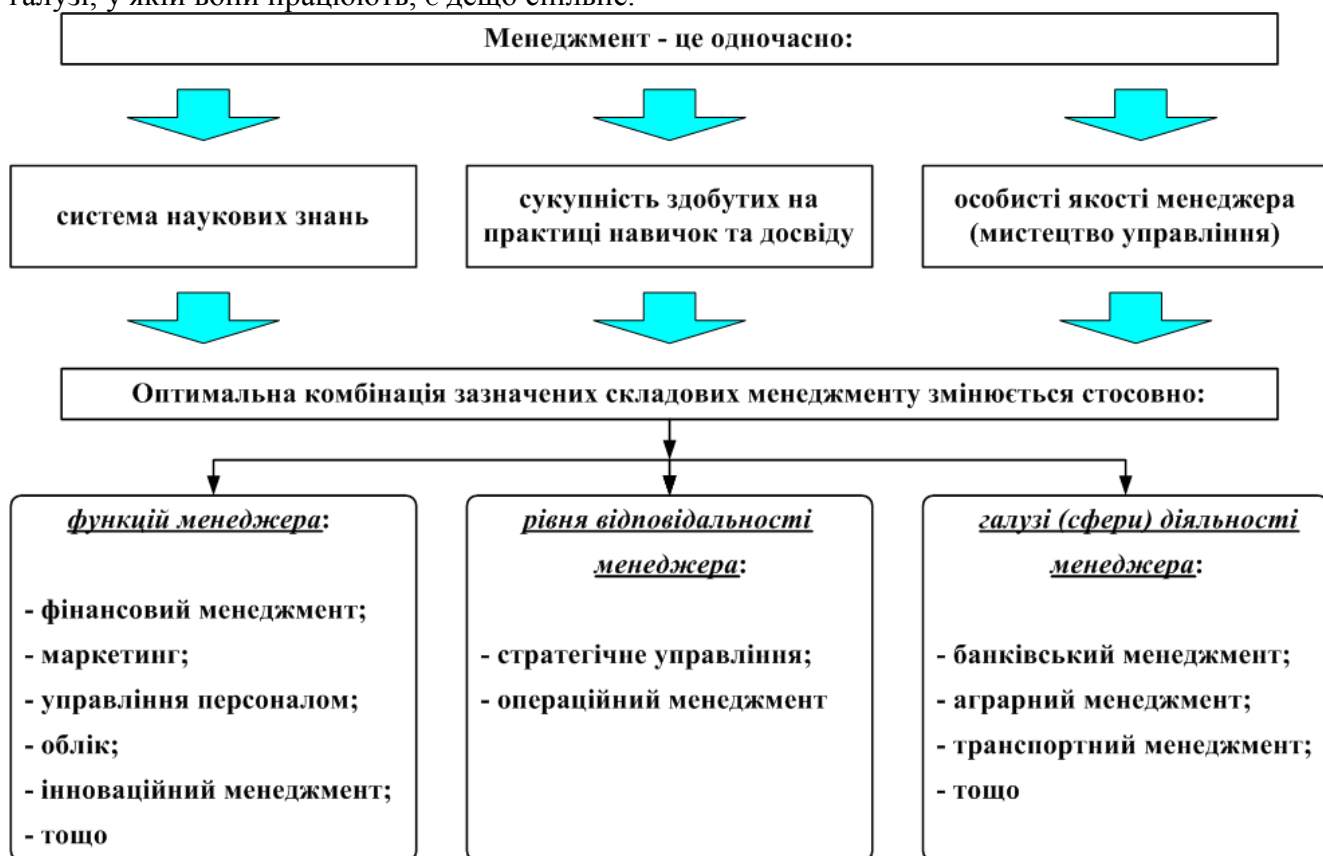 галузі, у якій вони працюють, є дещо спільне.
Менеджмент - це одночасно:
система наукових знань
сукупність здобутих на
практиці навичок та досвіду
особисті якості менеджера
(мистецтво управління)
Оптимальна комбінація зазначених складових менеджменту змінюється стосовно:
функцій менеджера:
- фінансовий менеджмент;
- маркетинг;
- управління персоналом;
- облік;
- інноваційний менеджмент;
- тощо
рівня відповідальності
менеджера:
- стратегічне управління;
- операційний менеджмент
галузі (сфери) діяльності
менеджера:
- банківський менеджмент;
- аграрний менеджмент;
- транспортний менеджмент;
- тощо